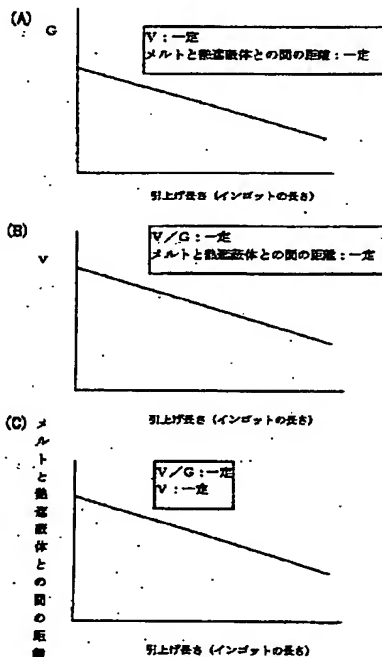 (A)
G
V:一定
メルトと熱遮蔽体との間の距離:一定
引上げ長さ(インゴットの長さ)
(B)
V
V/G:一定
メルトと熱遮蔽体との間の距離:一定
引上げ長さ(インゴットの長さ)
(C)
メルトと熱遮蔽体との間の距離
V/G:一定
V:一定
引上げ長さ(インゴットの長さ)